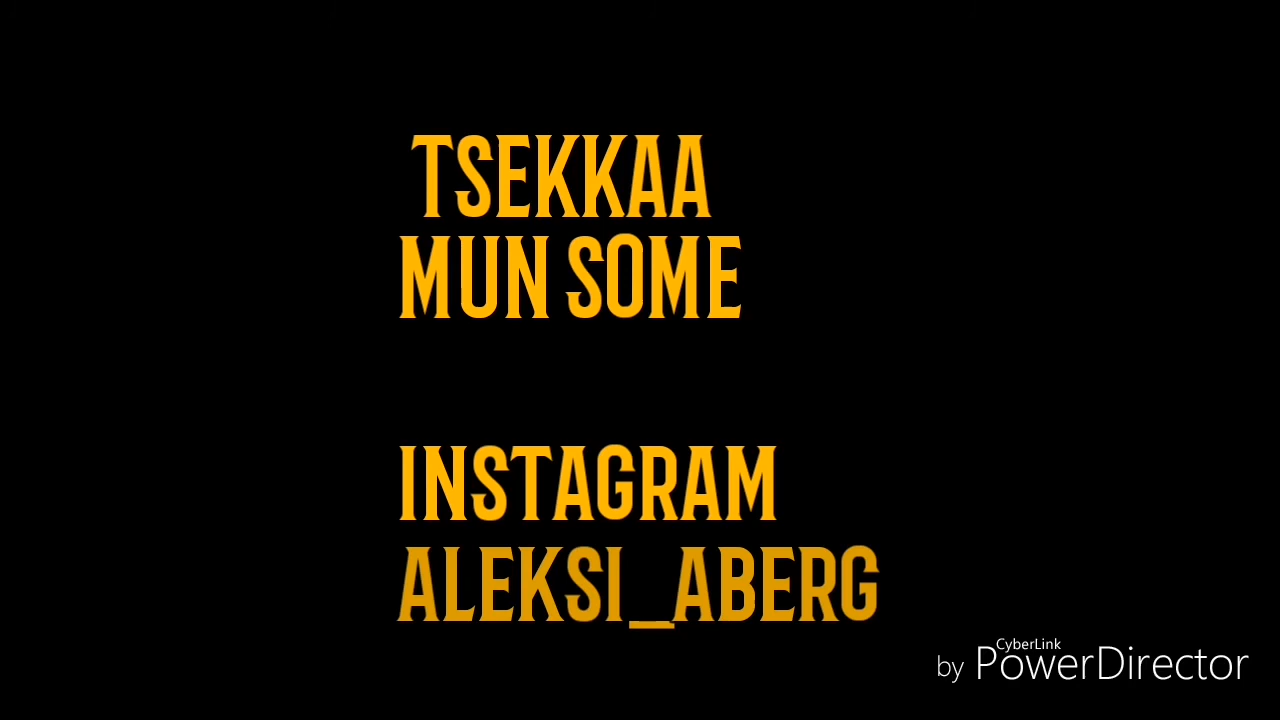 TSEKKAA
MUN SOME
INSTAGRAM
ALEKSI_ABERG
CyberLink
by PowerDirector